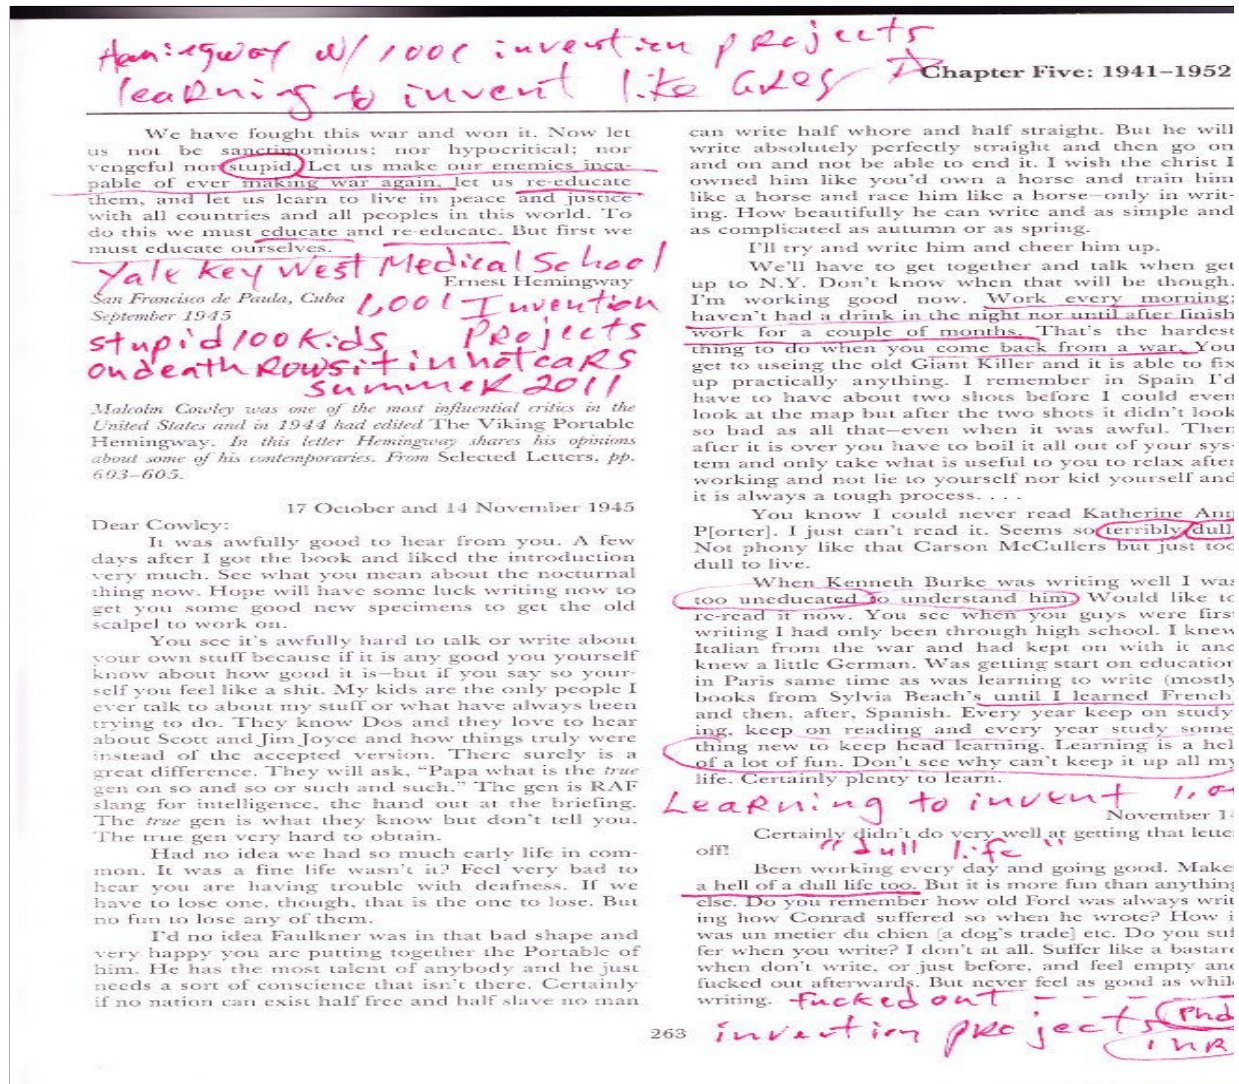 Hemingway w/ 1001 invention projects
learning to invent like Greg
Chapter Five: 1941–1952
We have fought this war and won it. Now let
us not be sanctimonious; nor hypocritical; nor
vengeful nor stupid. Let us make our enemies inca-
pable of ever making war again, let us re-educate
them, and let us learn to live in peace and justice
with all countries and all peoples in this world. To
do this we must educate and re-educate. But first we
must educate ourselves.
Yale Key West Medical School
Ernest Hemingway
San Francisco de Paula, Cuba
1,001 Invention
September 1945
Projects
stupid 100 Kids
on death Row sit in hot cars
summer 2011
Malcolm Cowley was one of the most influential critics in the
United States and in 1944 had edited The Viking Portable
Hemingway. In this letter Hemingway shares his opinions
about some of his contemporaries. From Selected Letters, pp.
603–605.
17 October and 14 November 1945
Dear Cowley:
It was awfully good to hear from you. A few
days after I got the book and liked the introduction
very much. See what you mean about the nocturnal
thing now. Hope will have some luck writing now to
get you some good new specimens to get the old
scalpel to work on.
You see it's awfully hard to talk or write about
your own stuff because if it is any good you yourself
know about how good it is—but if you say so your-
self you feel like a shit. My kids are the only people I
ever talk to about my stuff or what have always been
trying to do. They know Dos and they love to hear
about Scott and Jim Joyce and how things truly were
instead of the accepted version. There surely is a
great difference. They will ask, "Papa what is the true
gen on so and so or such and such." The gen is RAF
slang for intelligence, the hand out at the briefing.
The true gen is what they know but don't tell you.
The true gen very hard to obtain.
Had no idea we had so much early life in com-
mon. It was a fine life wasn't it? Feel very bad to
hear you are having trouble with deafness. If we
have to lose one, though, that is the one to lose. But
no fun to lose any of them.
I'd no idea Faulkner was in that bad shape and
very happy you are putting together the Portable of
him. He has the most talent of anybody and he just
needs a sort of conscience that isn't there. Certainly
if no nation can exist half free and half slave no man
can write half whore and half straight. But he will
write absolutely perfectly straight and then go on
and on and not be able to end it. I wish the christ I
owned him like you'd own a horse and train him
like a horse and race him like a horse—only in writ-
ing. How beautifully he can write and as simple and
as complicated as autumn or as spring.
I'll try and write him and cheer him up.
We'll have to get together and talk when get
up to N.Y. Don't know when that will be though.
I'm working good now. Work every morning;
haven't had a drink in the night nor until after finish
work for a couple of months. That's the hardest
thing to do when you come back from a war. You
get to useing the old Giant Killer and it is able to fix
up practically anything. I remember in Spain I'd
have to have about two shots before I could even
look at the map but after the two shots it didn't look
so bad as all that—even when it was awful. Then
after it is over you have to boil it all out of your sys-
tem and only take what is useful to you to relax after
working and not lie to yourself nor kid yourself and
it is always a tough process. . . .
You know I could never read Katherine Ann
P[orter]. I just can't read it. Seems so terribly dull
Not phony like that Carson McCullers but just too
dull to live.
When Kenneth Burke was writing well I was
too uneducated to understand him. Would like to
re-read it now. You see when you guys were first
writing I had only been through high school. I knew
Italian from the war and had kept on with it and
knew a little German. Was getting start on education
in Paris same time as was learning to write (mostly
books from Sylvia Beach's until I learned French)
and then, after, Spanish. Every year keep on study
ing, keep on reading and every year study some
thing new to keep head learning. Learning is a hel
of a lot of fun. Don't see why can't keep it up all my
life. Certainly plenty to learn.
Learning to invent 1,0
November 14
Certainly didn't do very well at getting that lette
off!
"dull life"
Been working every day and going good. Make
a hell of a dull life too. But it is more fun than anything
else. Do you remember how old Ford was always writ
ing how Conrad suffered so when he wrote? How i
was un metier du chien [a dog's trade] etc. Do you suf
fer when you write? I don't at all. Suffer like a bastard
when don't write, or just before, and feel empty and
fucked out afterwards. But never feel as good as while
writing.
Fucked out - - - -
invention projects Phd
263